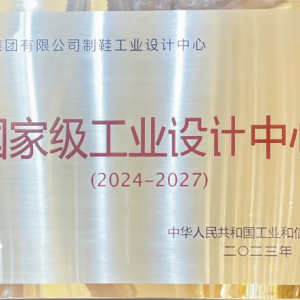 集团有限公司制鞋工业设计中心
国家级工业设计中心
(2024-2027)
中华人民共和国工业和信
二〇二三年